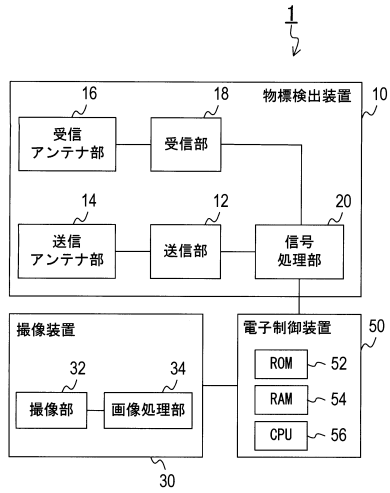 1
物標検出装置
10
16
18
受信
アンテナ部
受信部
14
12
20
送信
アンテナ部
送信部
信号
処理部
撮像装置
電子制御装置
50
32
34
ROM
52
撮像部
画像処理部
RAM
54
CPU
56
30